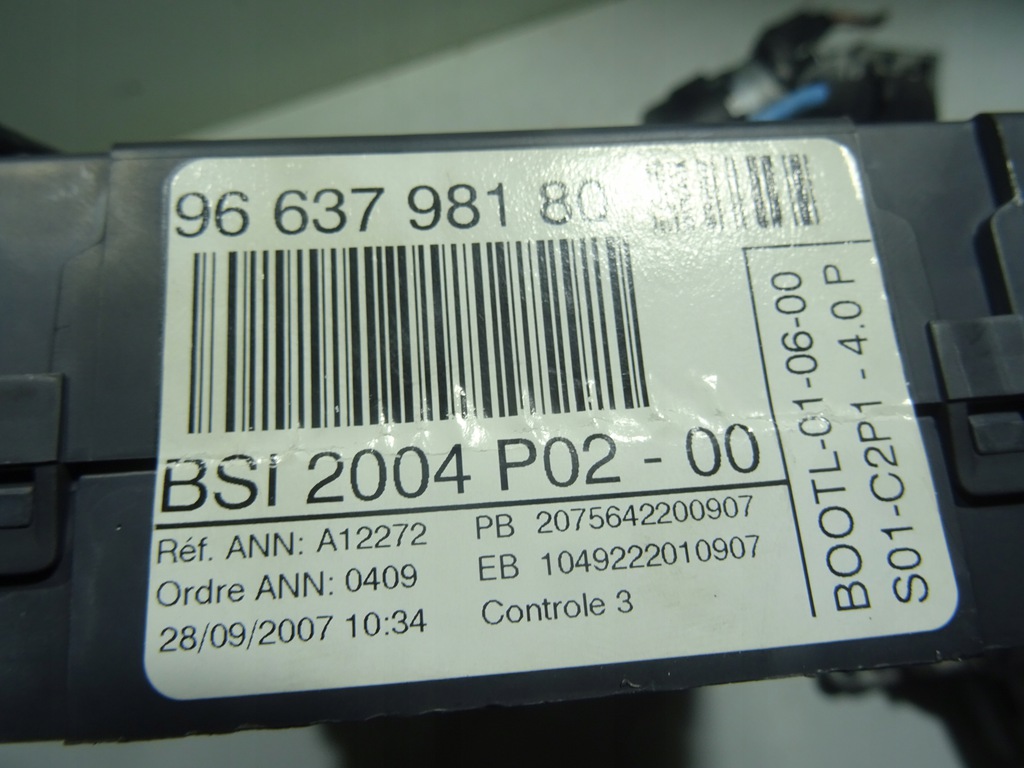 96 637 981 80
BSI 2004 P02 - 00
Réf. ANN: A12272
Ordre ANN: 0409
28/09/2007 10:34
PB 2075642200907
EB 1049222010907
Controle 3
BOOTL-01-06-00
S01-C2P1 - 4.0 P